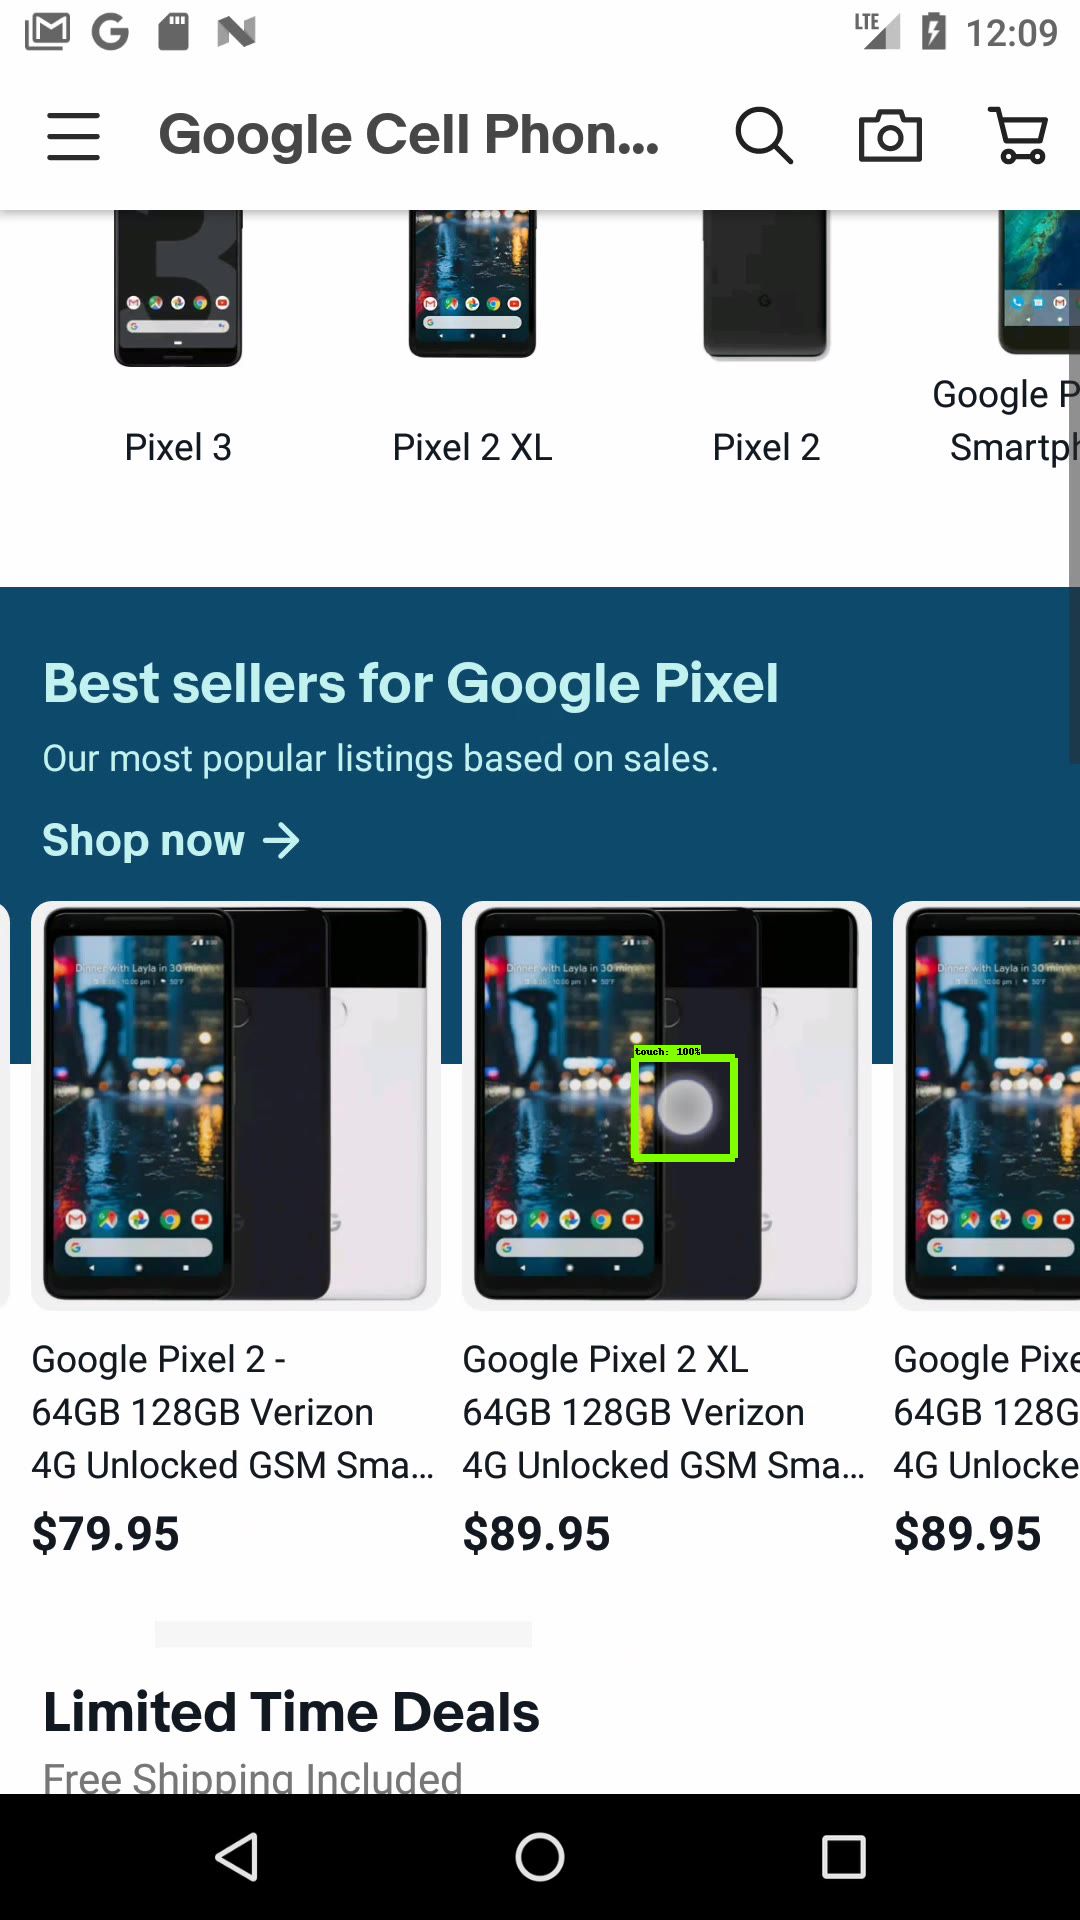 12:09
LTE
Google Cell Phon...
Pixel 3
Pixel 2 XL
Pixel 2
Google P
Smartph
Best sellers for Google Pixel
Our most popular listings based on sales.
Shop now →
Dinner with Layla in 30 min
Dinner with Layla in 30 min
Dinner with Layla in 30 min
touch: 100%
Google Pixel 2 -
64GB 128GB Verizon
4G Unlocked GSM Sma...
$79.95
Google Pixel 2 XL
64GB 128GB Verizon
4G Unlocked GSM Sma...
$89.95
Google Pixe
64GB 128G
4G Unlocke
$89.95
Limited Time Deals
Free Shipping Included